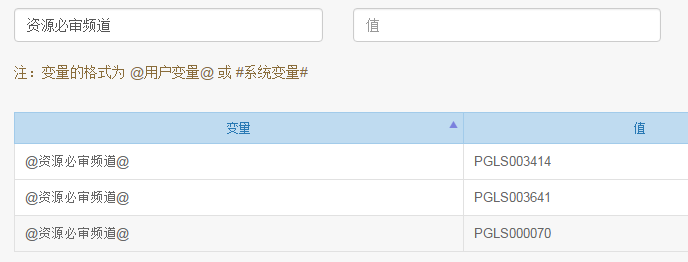 资源必审频道 值
注：变量的格式为 @用户变量@ 或 #系统变量#
变量 值
@资源必审频道@ PGLS003414
@资源必审频道@ PGLS003641
@资源必审频道@ PGLS000070